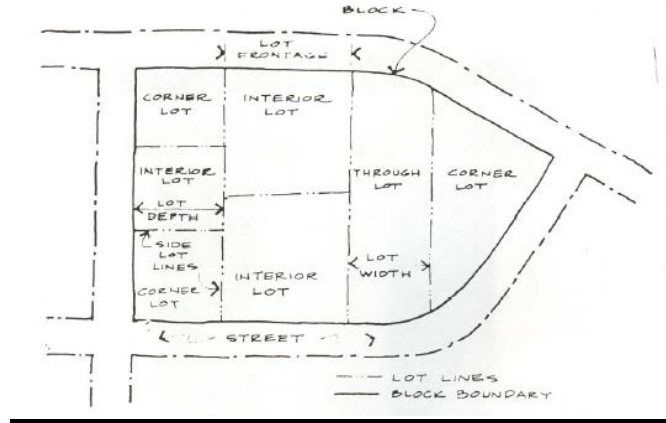 BLOCK
LOT
FRONTAGE
CORNER
LOT
INTERIOR
LOT
INTERIOR
LOT
THROUGH
LOT
CORNER
LOT
LOT
DEPTH
SIDE
LOT
LINES
LOT
WIDTH
CORNER
LOT
INTERIOR
LOT
STREET
LOT LINES
BLOCK BOUNDARY